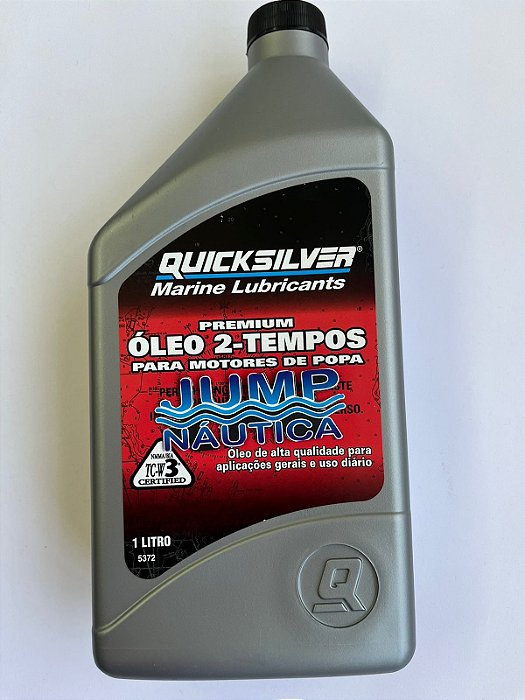 QUICKSILVER®
Marine Lubricants
PREMIUM
ÓLEO 2-TEMPOS
PARA MOTORES DE POPA
JUMP
NÁUTICA
Óleo de alta qualidade para
aplicações gerais e uso diário
NMMA/BIA
TC-W3
CERTIFIED
1 LITRO
5372
Q